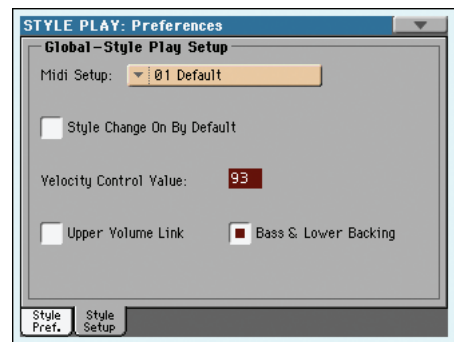 STYLE PLAY: Preferences
Global-Style Play Setup
Midi Setup: 01 Default
Style Change On By Default
Velocity Control Value: 93
Upper Volume Link Bass & Lower Backing
Style Pref. Style Setup